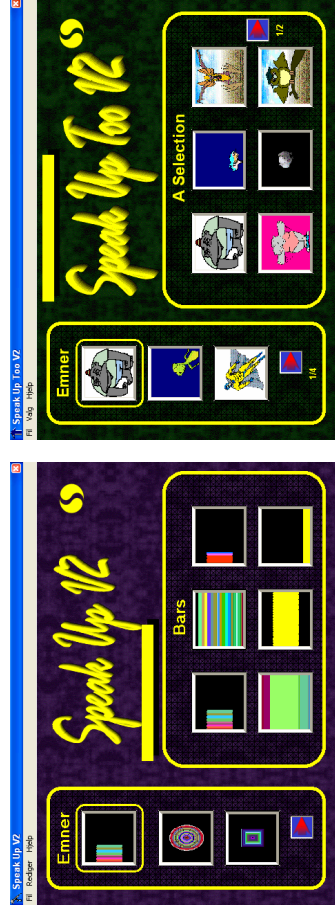 Speak Up V2
Fil Rediger Hjelp
Speak Up V2
Emner
Bars
Speak Up Too V2
Fil Valg Hjelp
Speak Up Too V2
Emner
A Selection
1/4
1/2